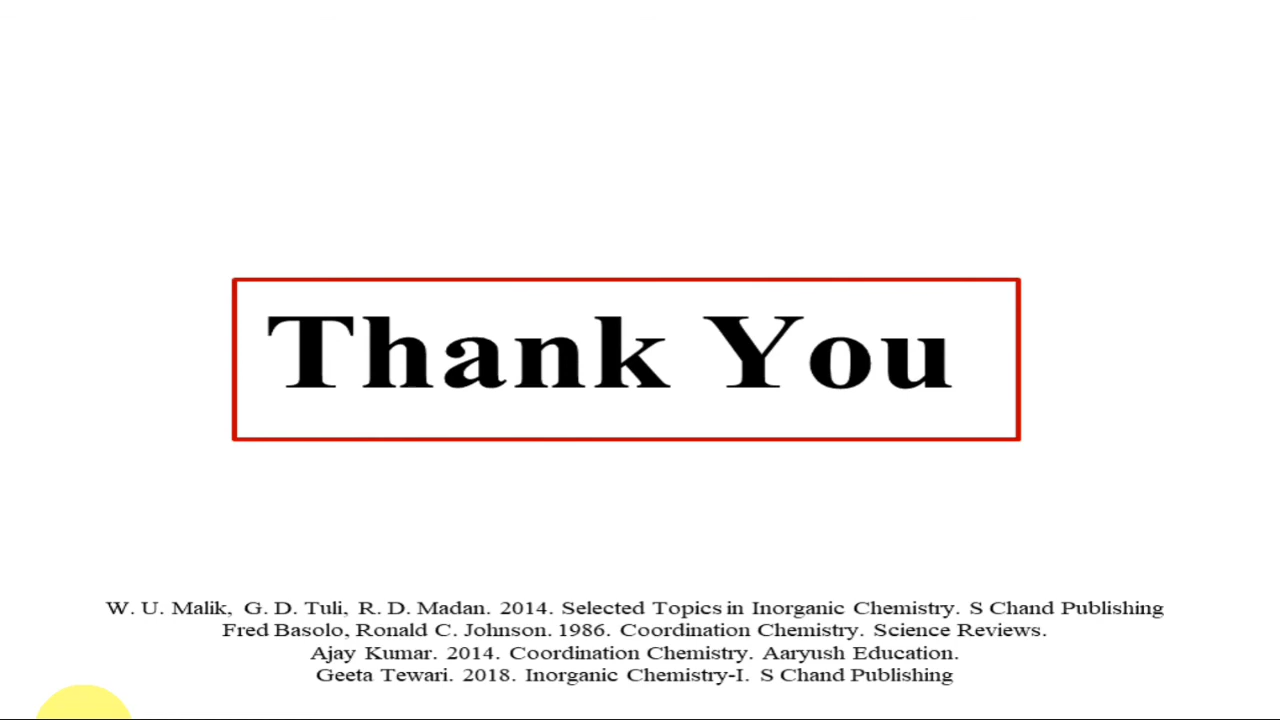 Thank You
W. U. Malik, G. D. Tuli, R. D. Madan. 2014. Selected Topics in Inorganic Chemistry. S Chand Publishing
Fred Basolo, Ronald C. Johnson. 1986. Coordination Chemistry. Science Reviews.
Ajay Kumar. 2014. Coordination Chemistry. Aaryush Education.
Geeta Tewari. 2018. Inorganic Chemistry-I. S Chand Publishing